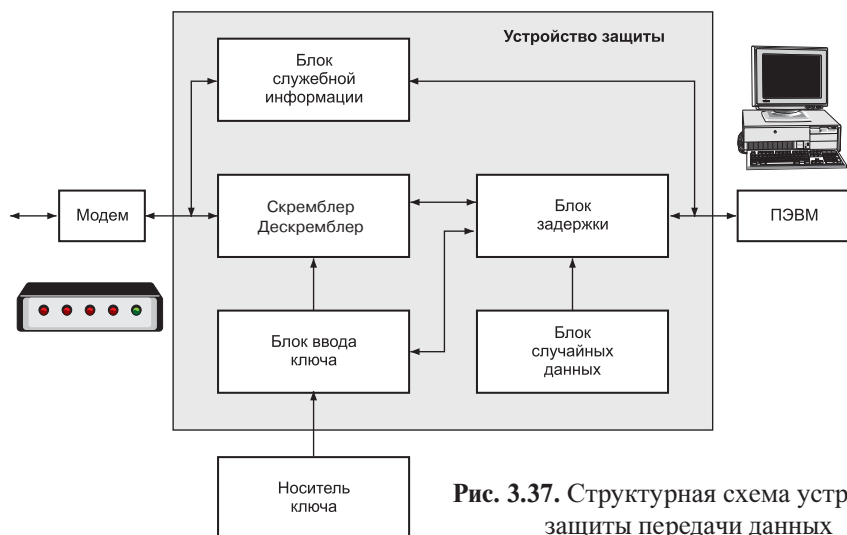 Устройство защиты
Блок
служебной
информации
Модем
Скремблер
Дескремблер
Блок
задержки
ПЭВМ
Блок ввода
ключа
Блок
случайных
данных
Носитель
ключа
Рис. 3.37. Структурная схема устр
защиты передачи данных